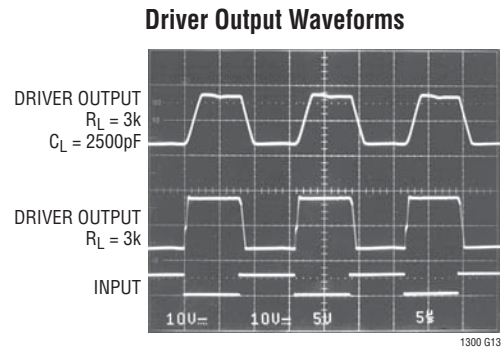 Driver Output Waveforms
DRIVER OUTPUT
RL = 3k
CL = 2500pF
DRIVER OUTPUT
RL = 3k
INPUT
10V 10V 5V 5µ
1300 G13